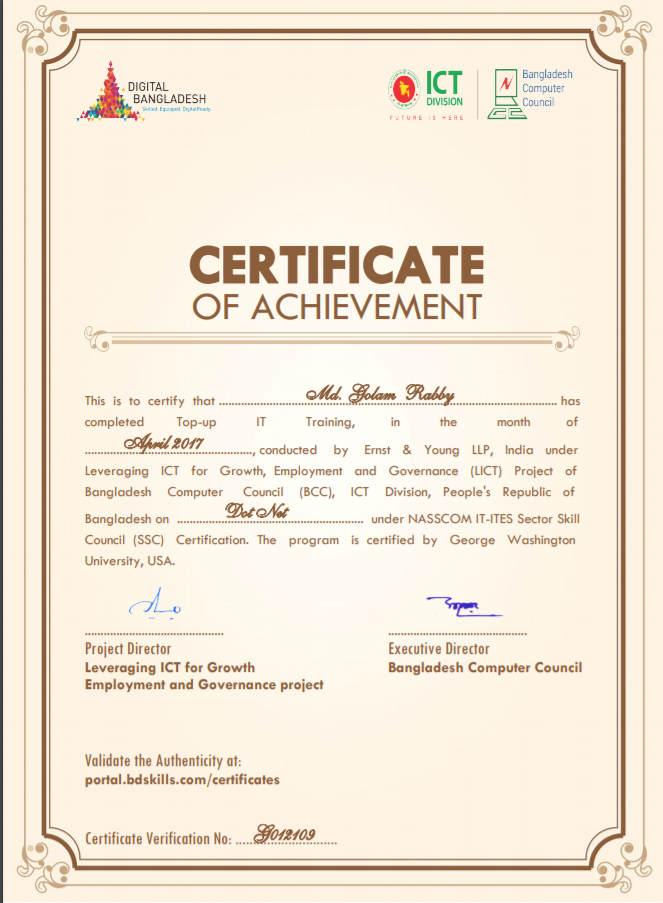 DIGITAL
BANGLADESH
Skilled. Equipped. DigitalReady.
ICT
DIVISION
FUTURE IS HERE
Bangladesh
Computer
Council
CERTIFICATE
OF ACHIEVEMENT
This is to certify that Md. Golam Rabby has
completed Top-up IT Training, in the month of
April 2017, conducted by Ernst & Young LLP, India under
Leveraging ICT for Growth, Employment and Governance (LICT) Project of
Bangladesh Computer Council (BCC), ICT Division, People's Republic of
Bangladesh on Dot Net under NASSCOM IT-ITES Sector Skill
Council (SSC) Certification. The program is certified by George Washington
University, USA.
Project Director
Leveraging ICT for Growth
Employment and Governance project
Executive Director
Bangladesh Computer Council
Validate the Authenticity at:
portal.bdskills.com/certificates
Certificate Verification No: G012109